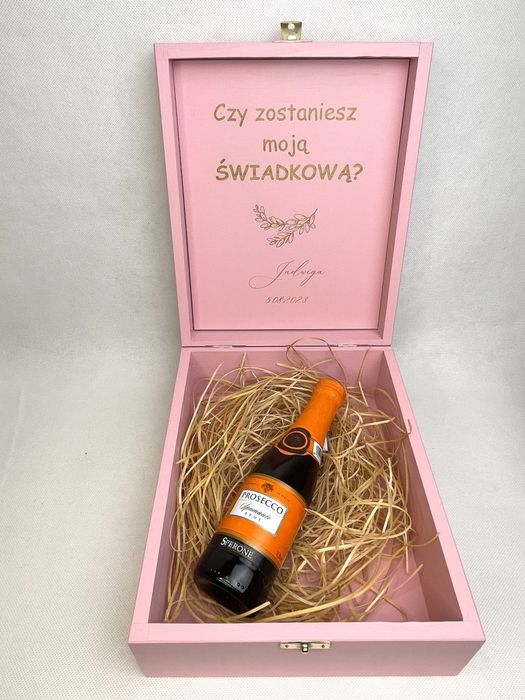 Czy zostaniesz
moją
ŚWIADKOWĄ?
Jadwiga
5.08.2023
PROSECCO
Spumante
SPERONE